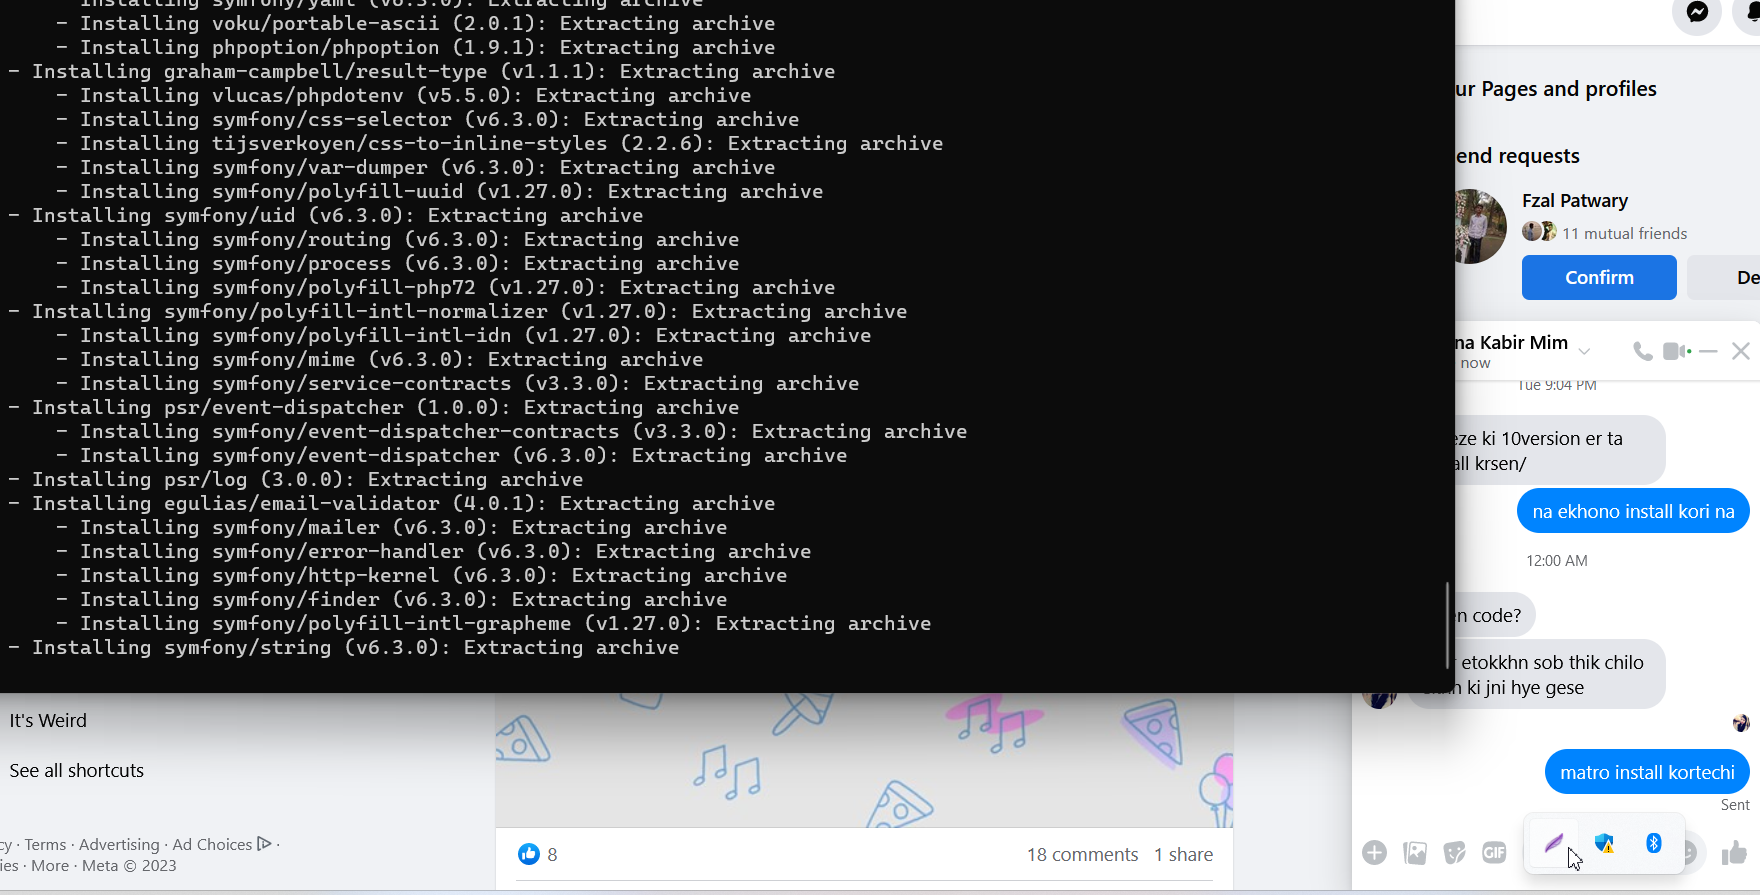 Installing symfony/yaml (v6.3.0): Extracting archive
- Installing voku/portable-ascii (2.0.1): Extracting archive
- Installing phpoption/phpoption (1.9.1): Extracting archive
- Installing graham-campbell/result-type (v1.1.1): Extracting archive
- Installing vlucas/phpdotenv (v5.5.0): Extracting archive
- Installing symfony/css-selector (v6.3.0): Extracting archive
- Installing tijsverkoyen/css-to-inline-styles (2.2.6): Extracting archive
- Installing symfony/var-dumper (v6.3.0): Extracting archive
- Installing symfony/polyfill-uuid (v1.27.0): Extracting archive
- Installing symfony/uid (v6.3.0): Extracting archive
- Installing symfony/routing (v6.3.0): Extracting archive
- Installing symfony/process (v6.3.0): Extracting archive
- Installing symfony/polyfill-php72 (v1.27.0): Extracting archive
- Installing symfony/polyfill-intl-normalizer (v1.27.0): Extracting archive
- Installing symfony/polyfill-intl-idn (v1.27.0): Extracting archive
- Installing symfony/mime (v6.3.0): Extracting archive
- Installing symfony/service-contracts (v3.3.0): Extracting archive
- Installing psr/event-dispatcher (1.0.0): Extracting archive
- Installing symfony/event-dispatcher-contracts (v3.3.0): Extracting archive
- Installing symfony/event-dispatcher (v6.3.0): Extracting archive
- Installing psr/log (3.0.0): Extracting archive
- Installing egulias/email-validator (4.0.1): Extracting archive
- Installing symfony/mailer (v6.3.0): Extracting archive
- Installing symfony/error-handler (v6.3.0): Extracting archive
- Installing symfony/http-kernel (v6.3.0): Extracting archive
- Installing symfony/finder (v6.3.0): Extracting archive
- Installing symfony/polyfill-intl-grapheme (v1.27.0): Extracting archive
- Installing symfony/string (v6.3.0): Extracting archive
ur Pages and profiles
end requests
Fzal Patwary
11 mutual friends
Confirm
De
na Kabir Mim
now
Tue 9:04 PM
eze ki 10version er ta
all krsen/
na ekhono install kori na
12:00 AM
n code?
etokkhn sob thik chilo
ki jni hye gese
matro install kortechi
Sent
GIF
It's Weird
See all shortcuts
cy · Terms · Advertising · Ad Choices ·
ies · More · Meta © 2023
8
18 comments 1 share